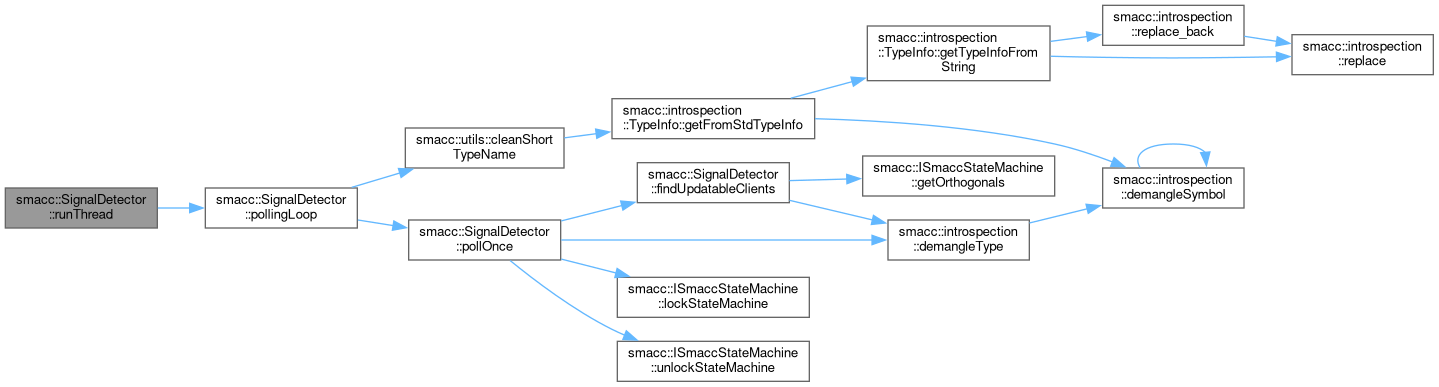 smacc::SignalDetector
::runThread
smacc::SignalDetector
::pollingLoop
smacc::utils::cleanShort
TypeName
smacc::SignalDetector
::pollOnce
smacc::introspection
::TypeInfo::getFromStdTypeInfo
smacc::SignalDetector
::findUpdatableClients
smacc::ISmaccStateMachine
::lockStateMachine
smacc::ISmaccStateMachine
::unlockStateMachine
smacc::introspection
::TypeInfo::getTypeInfoFrom
String
smacc::ISmaccStateMachine
::getOrthogonals
smacc::introspection
::demangleType
smacc::introspection
::replace_back
smacc::introspection
::demangleSymbol
smacc::introspection
::replace